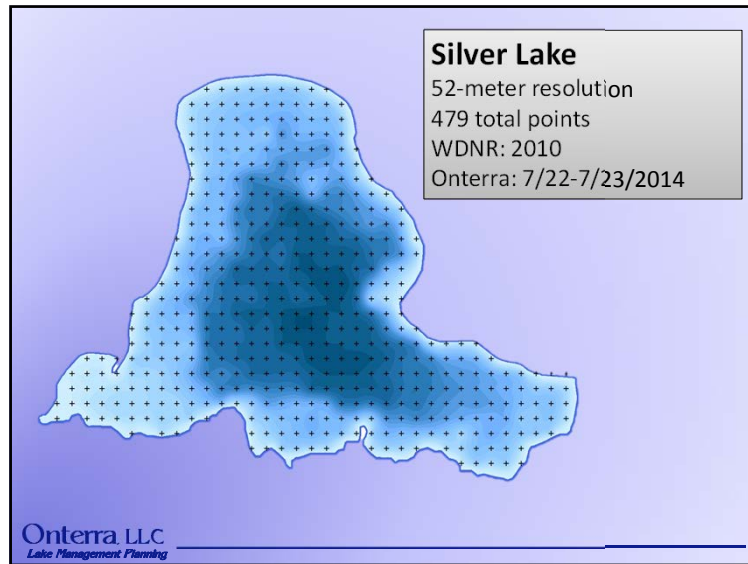 Silver Lake
52-meter resolution
479 total points
WDNR: 2010
Onterra: 7/22-7/23/2014
Onterra, LLC
Lake Management Planning